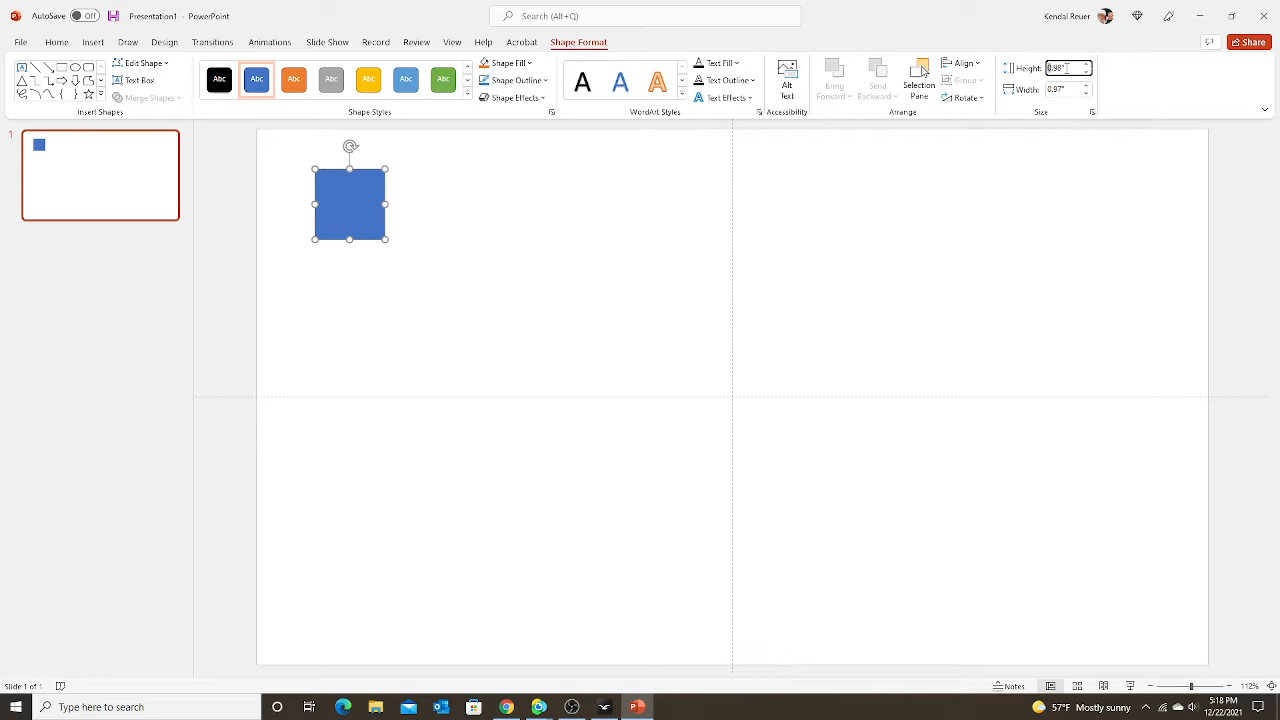 AutoSave Off Presentation1 - PowerPoint Search (Alt+Q) Kendal Reuer
File Home Insert Draw Design Transitions Animations Slide Show Record Review View Help Acrobat Shape Format Share
Edit Shape
Text Box
Merge Shapes
Insert Shapes
Abc Abc Abc Abc Abc Abc Abc
Shape Styles
Shape Fill
Shape Outline
Shape Effects
A A A
WordArt Styles
Text Fill
Text Outline
Text Effects
Alt
Text
Accessibility
Bring
Forward
Send
Backward
Selection
Pane
Align
Group
Rotate
Arrange
Height: 0.98"
Width: 0.97"
Size
1
Slide 1 of 1 Notes 112%
Type here to search 57°F Mostly sunny 5:18 PM
12/22/2021